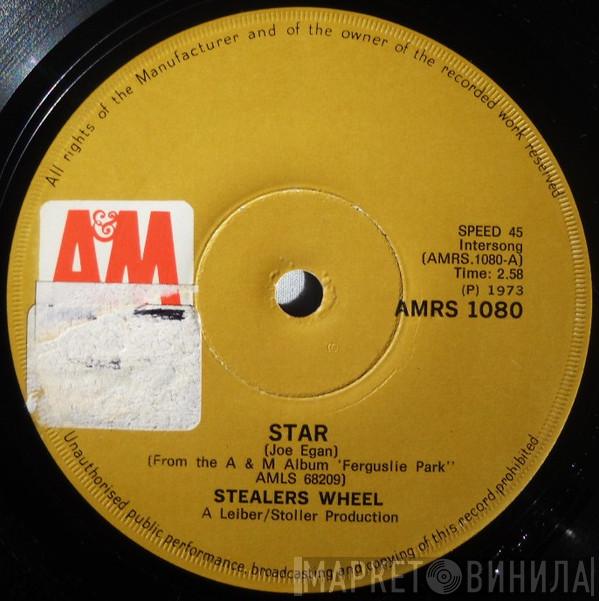 All rights of the Manufacturer and of the owner of the recorded work reserved
A&M
SPEED 45
Intersong
(AMRS.1080-A)
Time: 2.58
(P) 1973
AMRS 1080
STAR
(Joe Egan)
(From the A & M Album 'Ferguslie Park"
AMLS 68209)
STEALERS WHEEL
A Leiber/Stoller Production
Unauthorised public performance, broadcasting and copying of this record prohibited
МАРКЕТ ВИНИЛА